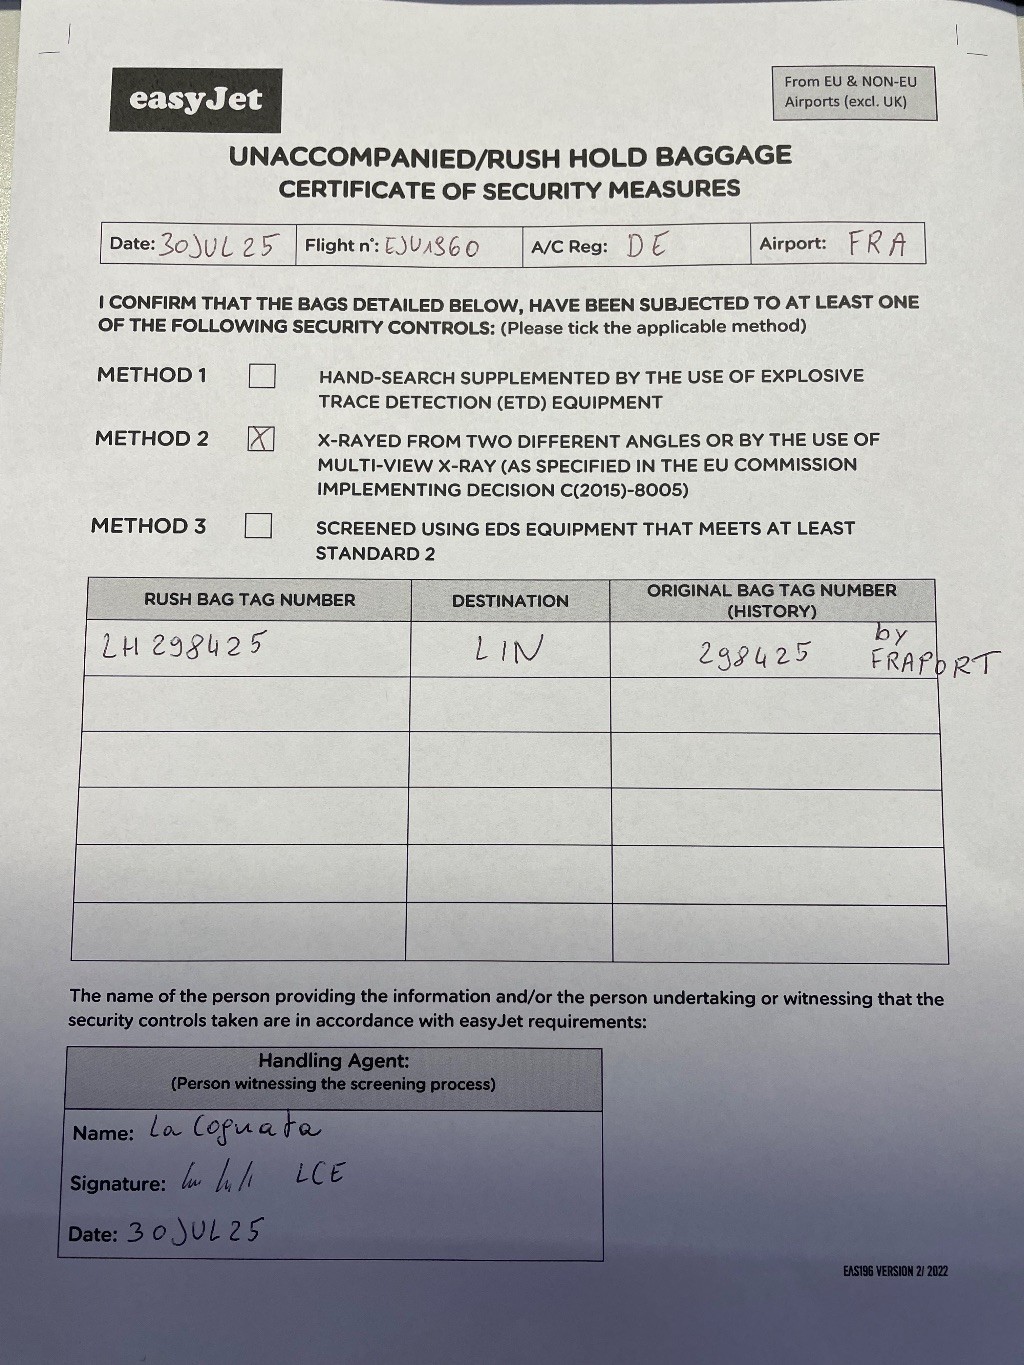 easyJet
From EU & NON-EU
Airports (excl. UK)
UNACCOMPANIED/RUSH HOLD BAGGAGE
CERTIFICATE OF SECURITY MEASURES
Date: 30JUL25 Flight n°: EJU1860 A/C Reg: DE Airport: FRA
I CONFIRM THAT THE BAGS DETAILED BELOW, HAVE BEEN SUBJECTED TO AT LEAST ONE
OF THE FOLLOWING SECURITY CONTROLS: (Please tick the applicable method)
METHOD 1 HAND-SEARCH SUPPLEMENTED BY THE USE OF EXPLOSIVE
TRACE DETECTION (ETD) EQUIPMENT
METHOD 2 X X-RAYED FROM TWO DIFFERENT ANGLES OR BY THE USE OF
MULTI-VIEW X-RAY (AS SPECIFIED IN THE EU COMMISSION
IMPLEMENTING DECISION C(2015)-8005)
METHOD 3 SCREENED USING EDS EQUIPMENT THAT MEETS AT LEAST
STANDARD 2
RUSH BAG TAG NUMBER DESTINATION ORIGINAL BAG TAG NUMBER
(HISTORY)
LH 298425 LIN 298425 by
FRAPORT
The name of the person providing the information and/or the person undertaking or witnessing that the
security controls taken are in accordance with easyJet requirements:
Handling Agent:
(Person witnessing the screening process)
Name: La Cognata
Signature: LCE
Date: 30JUL25
EAS196 VERSION 2/ 2022